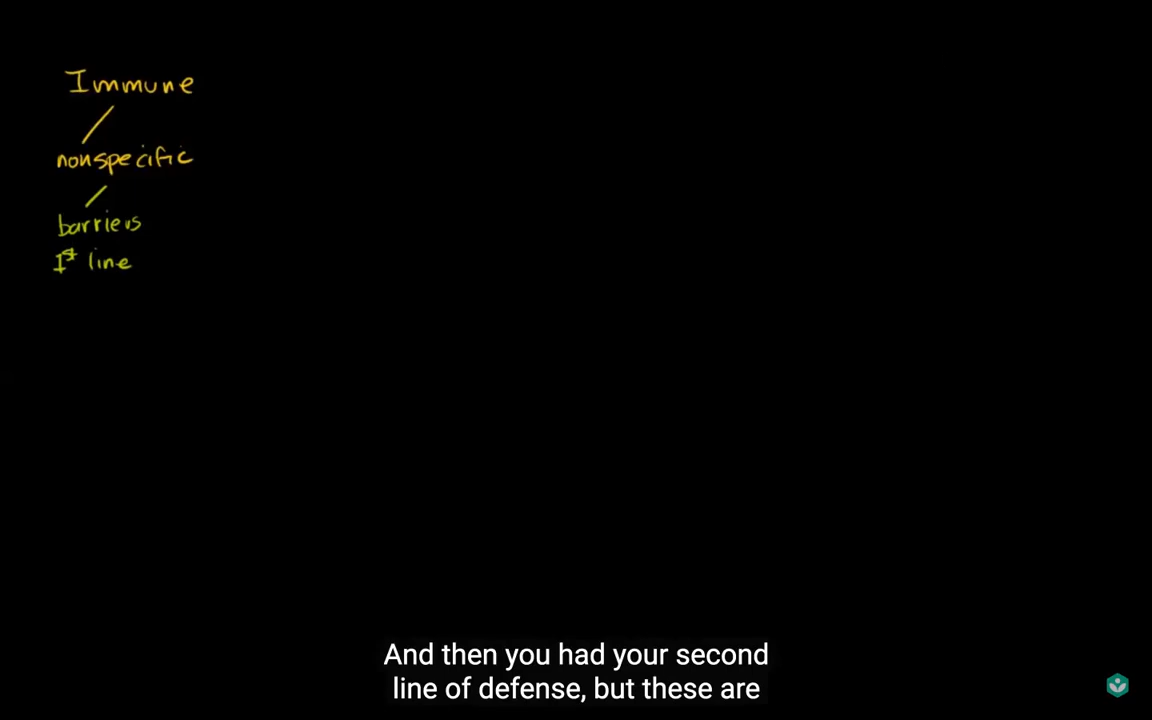 Immune
nonspecific
barriers
1st line
And then you had your second
line of defense, but these are